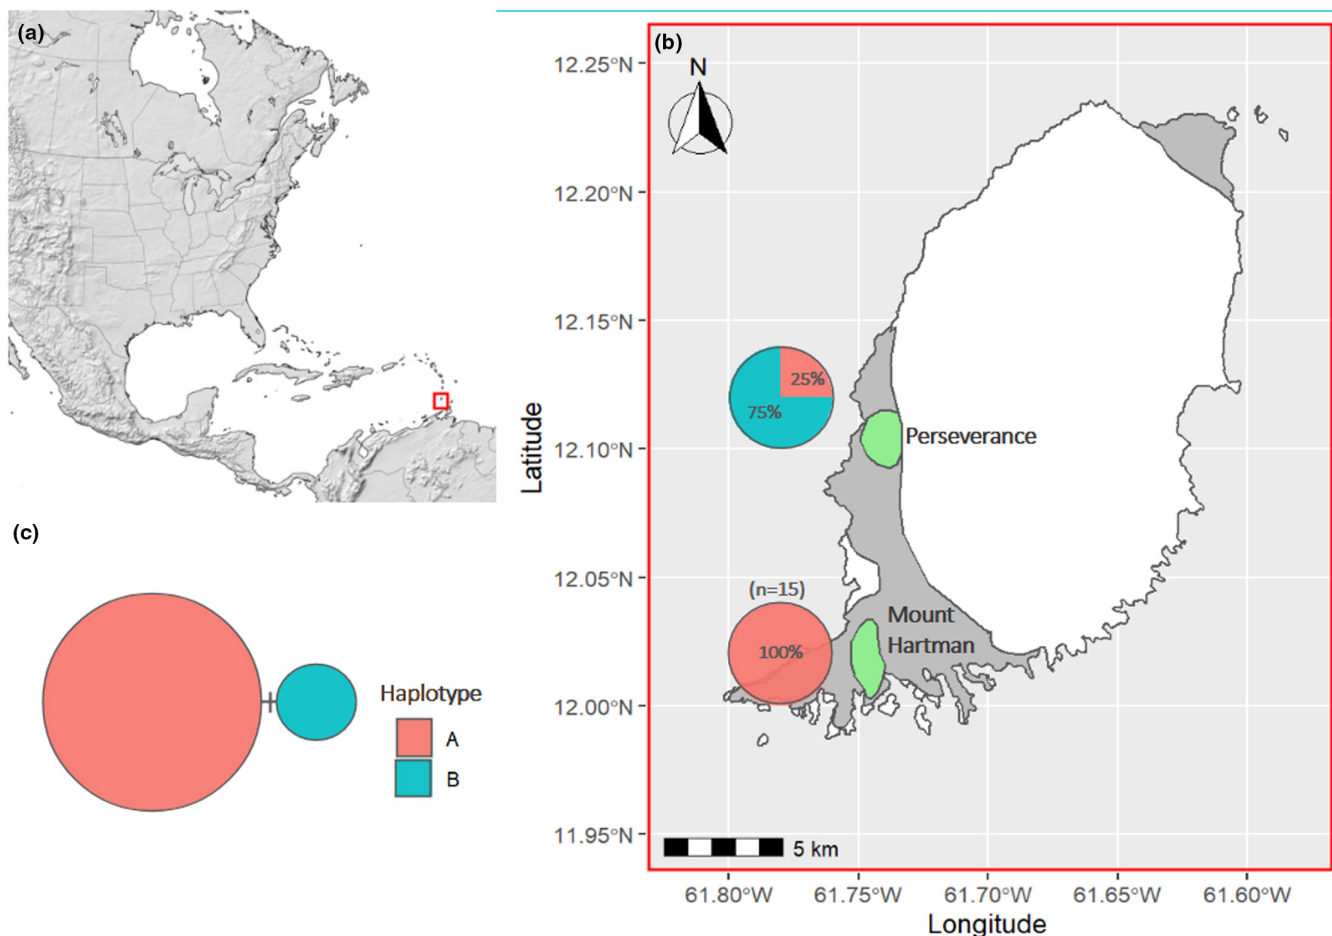 (a)
(b)
N
12.25°N
12.20°N
12.15°N
12.10°N
12.05°N
12.00°N
11.95°N
Latitude
25%
75%
Perseverance
(n=15)
100%
Mount
Hartman
5 km
61.80°W
61.75°W
61.70°W
61.65°W
61.60°W
Longitude
(c)
Haplotype
A
B